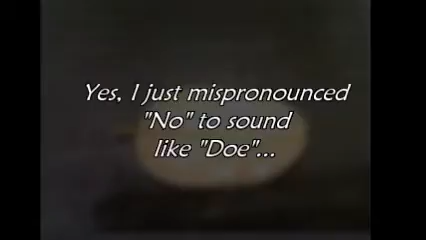 Yes, I just mispronounced
"No" to sound
like "Doe"...